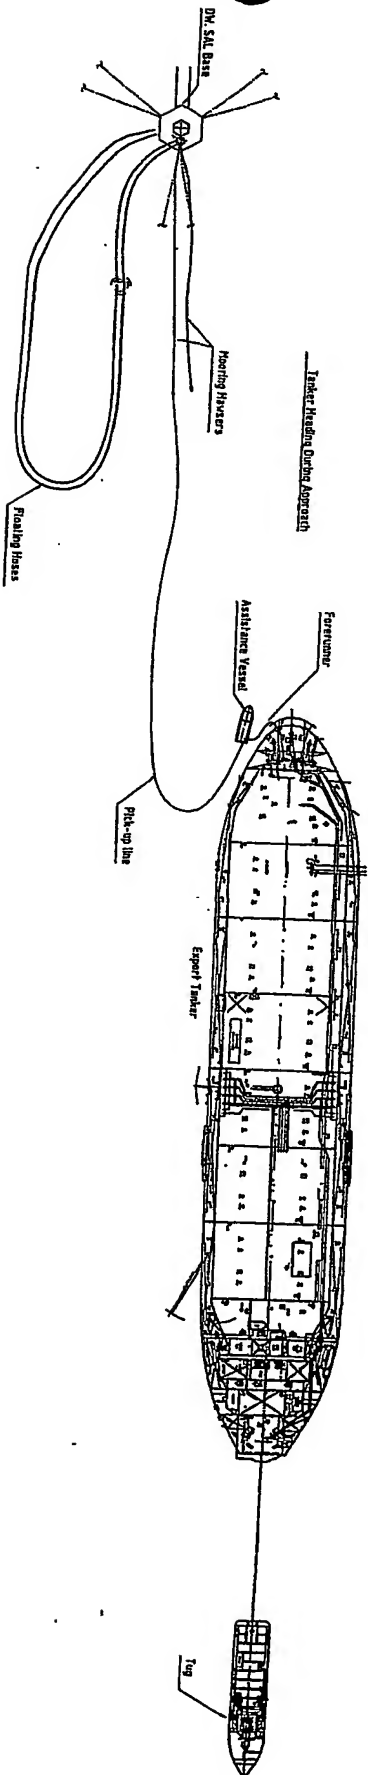 DW. SAL Base
Mooring Hawsers
Tanker Heading During Approach
Floating Hoses
Forerunner
Assistance Vessel
Pick-up line
Export Tanker
Tug